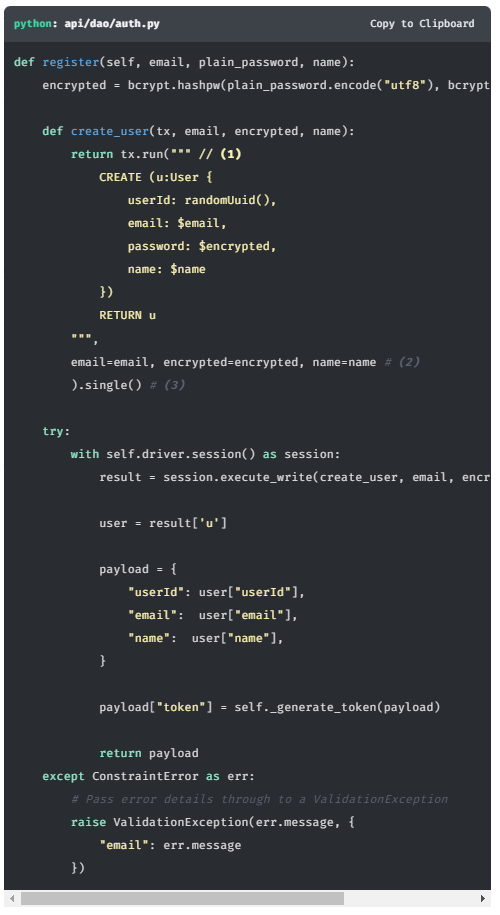 python: api/dao/auth.py
Copy to Clipboard
def register(self, email, plain_password, name):
    encrypted = bcrypt.hashpw(plain_password.encode("utf8"), bcrypt
    def create_user(tx, email, encrypted, name):
        return tx.run(""" // (1)
            CREATE (u:User {
                userId: randomUuid(),
                email: $email,
                password: $encrypted,
                name: $name
            })
            RETURN u
        """,
        email=email, encrypted=encrypted, name=name # (2)
        ).single() # (3)
    try:
        with self.driver.session() as session:
            result = session.execute_write(create_user, email, encr
            user = result['u']
            payload = {
                "userId": user["userId"],
                "email":  user["email"],
                "name":  user["name"],
            }
            payload["token"] = self._generate_token(payload)
            return payload
    except ConstraintError as err:
        # Pass error details through to a ValidationException
        raise ValidationException(err.message, {
            "email": err.message
        })